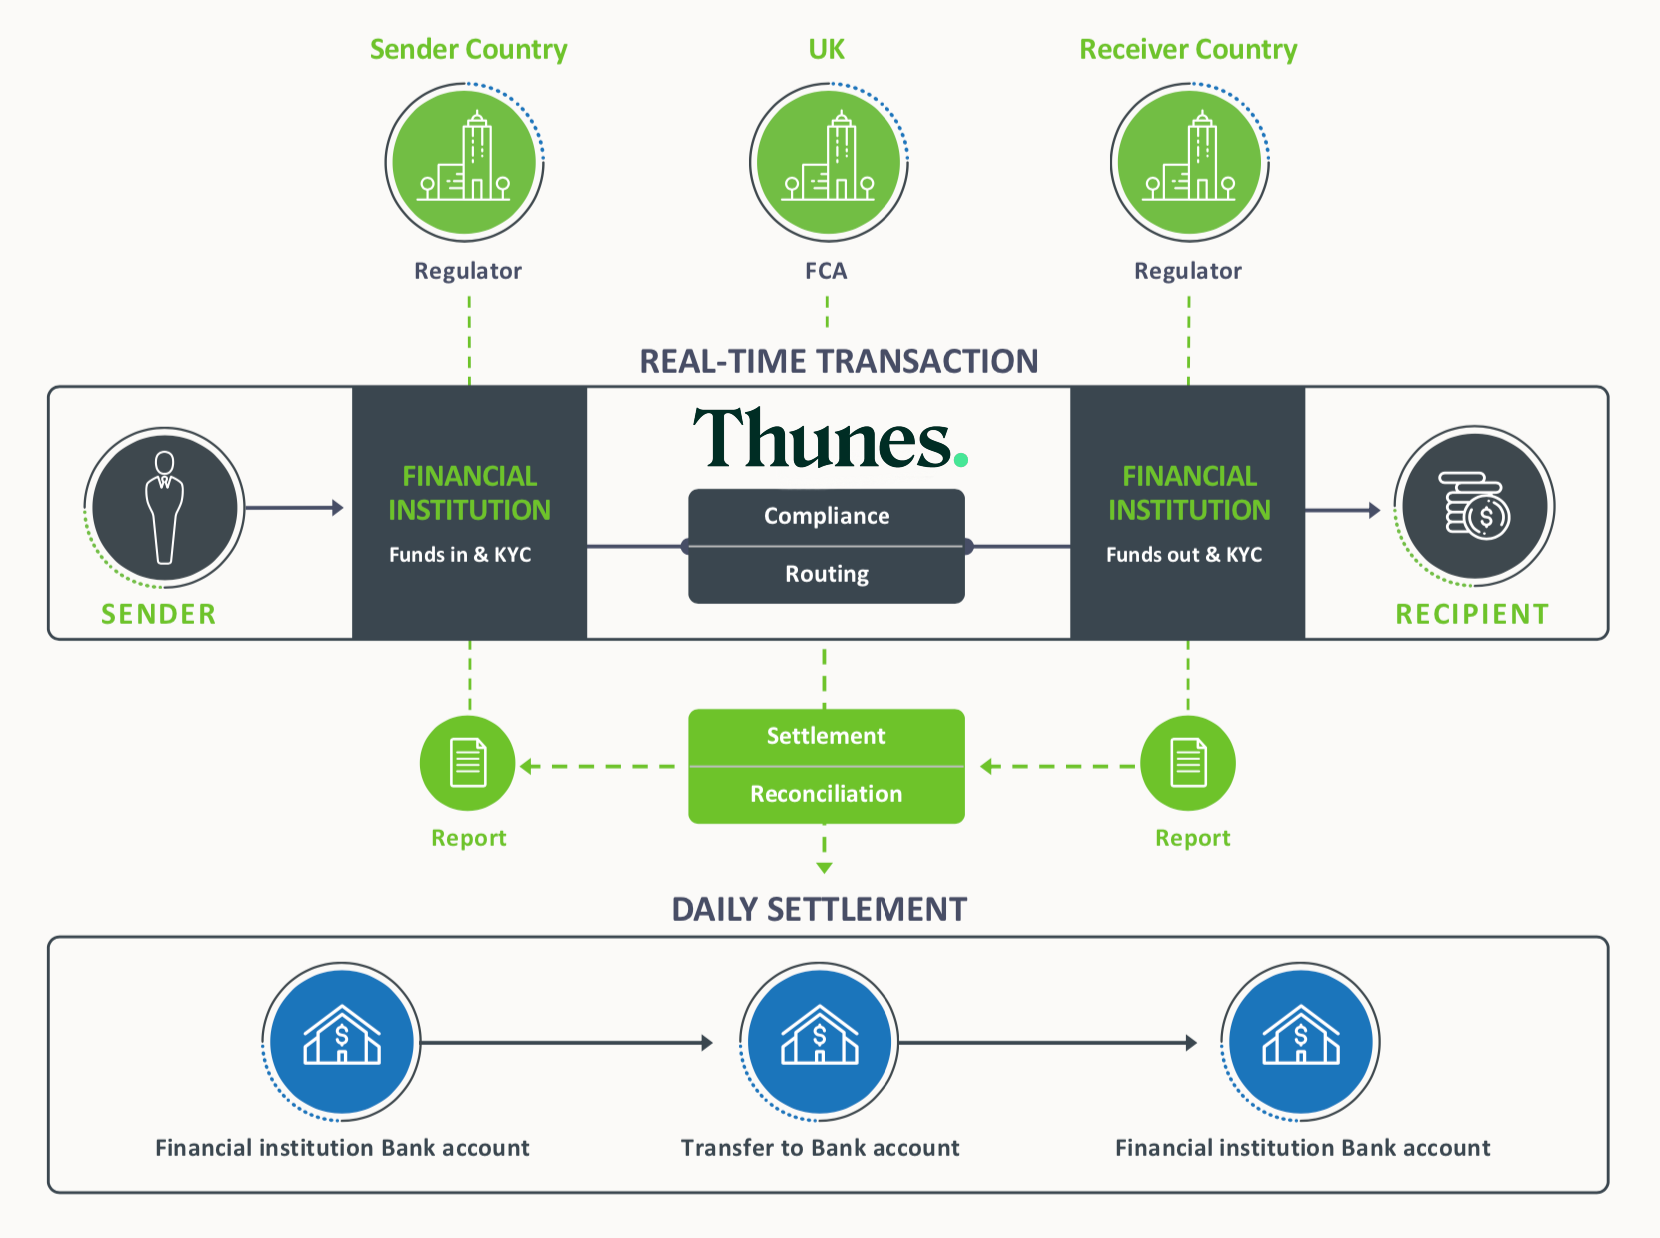 Sender Country
UK
Receiver Country
Regulator
FCA
Regulator
REAL-TIME TRANSACTION
Thunes.
FINANCIAL
INSTITUTION
Funds in & KYC
Compliance
Routing
FINANCIAL
INSTITUTION
Funds out & KYC
SENDER
RECIPIENT
Settlement
Reconciliation
Report
Report
DAILY SETTLEMENT
$
$
$
Financial institution Bank account
Transfer to Bank account
Financial institution Bank account